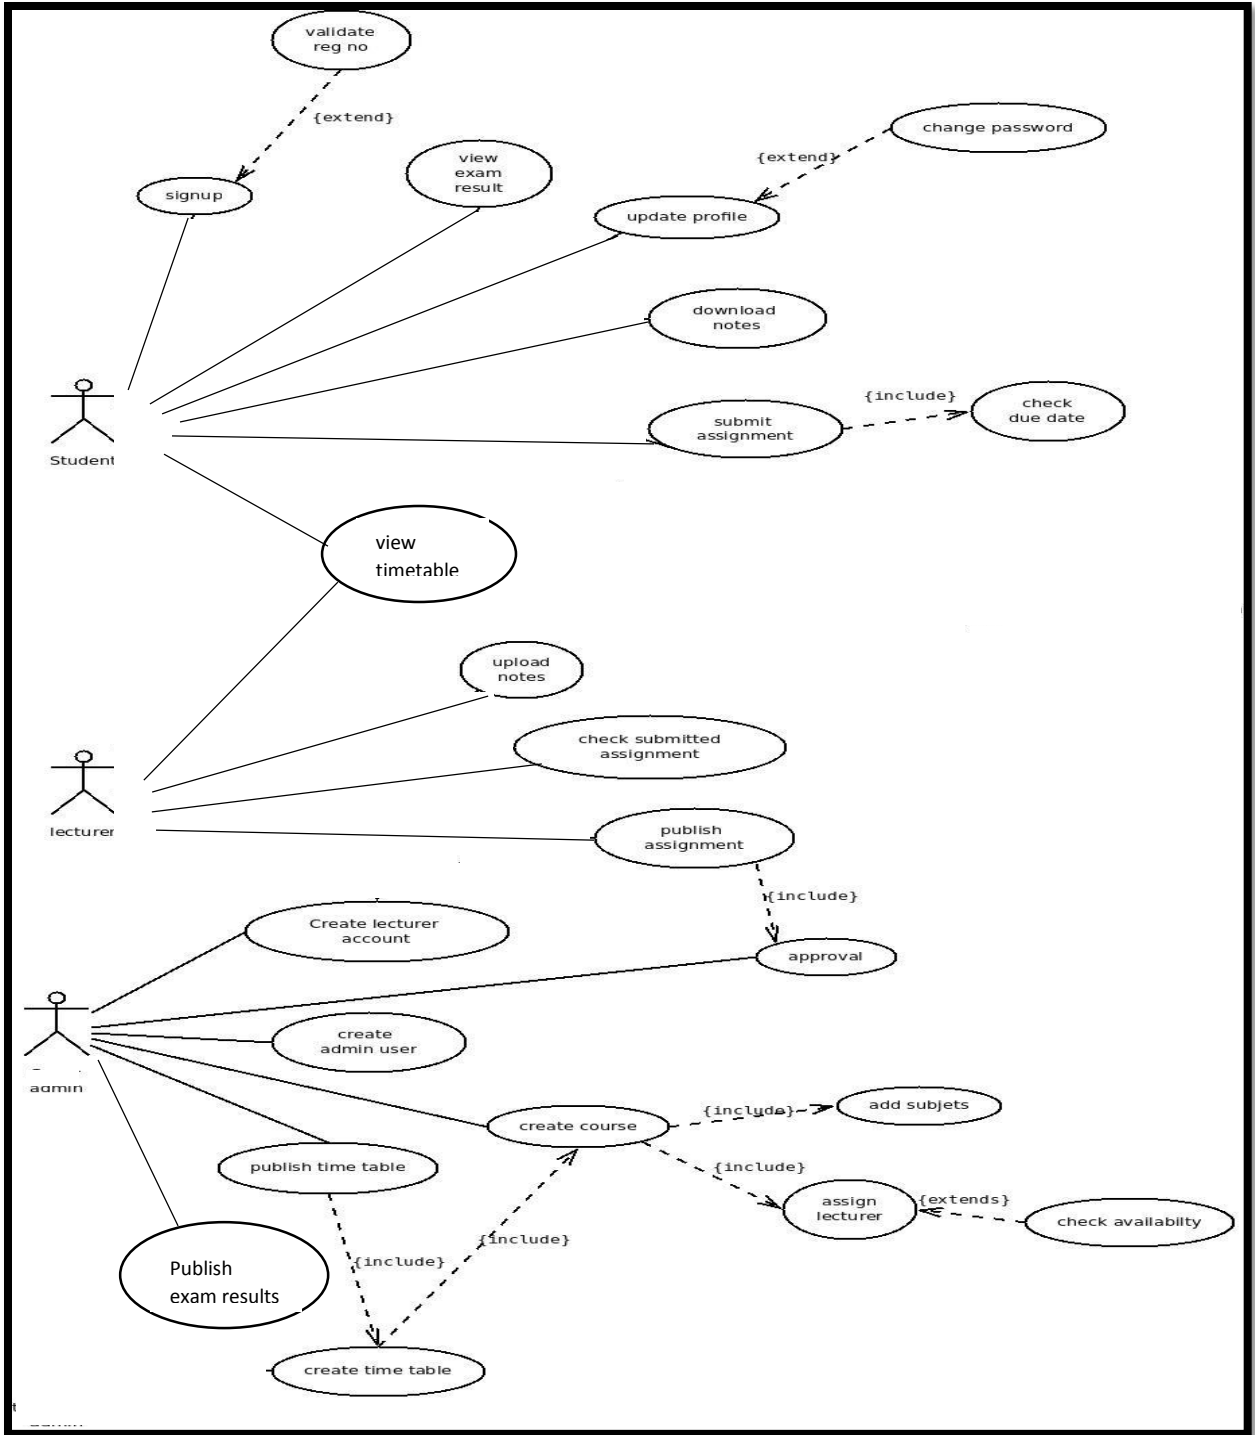 validate
reg no
{extend}
change password
view
exam
result
{extend}
signup
update profile
download
notes
{include}
check
due date
submit
assignment
Student
view
timetable
upload
notes
check submitted
assignment
lecturer
publish
assignment
{include}
Create lecturer
account
approval
create
admin user
admin
{include}
add subjets
create course
publish time table
{include}
assign
lecturer
{extends}
check availabilty
{include}
{include}
Publish
exam results
create time table